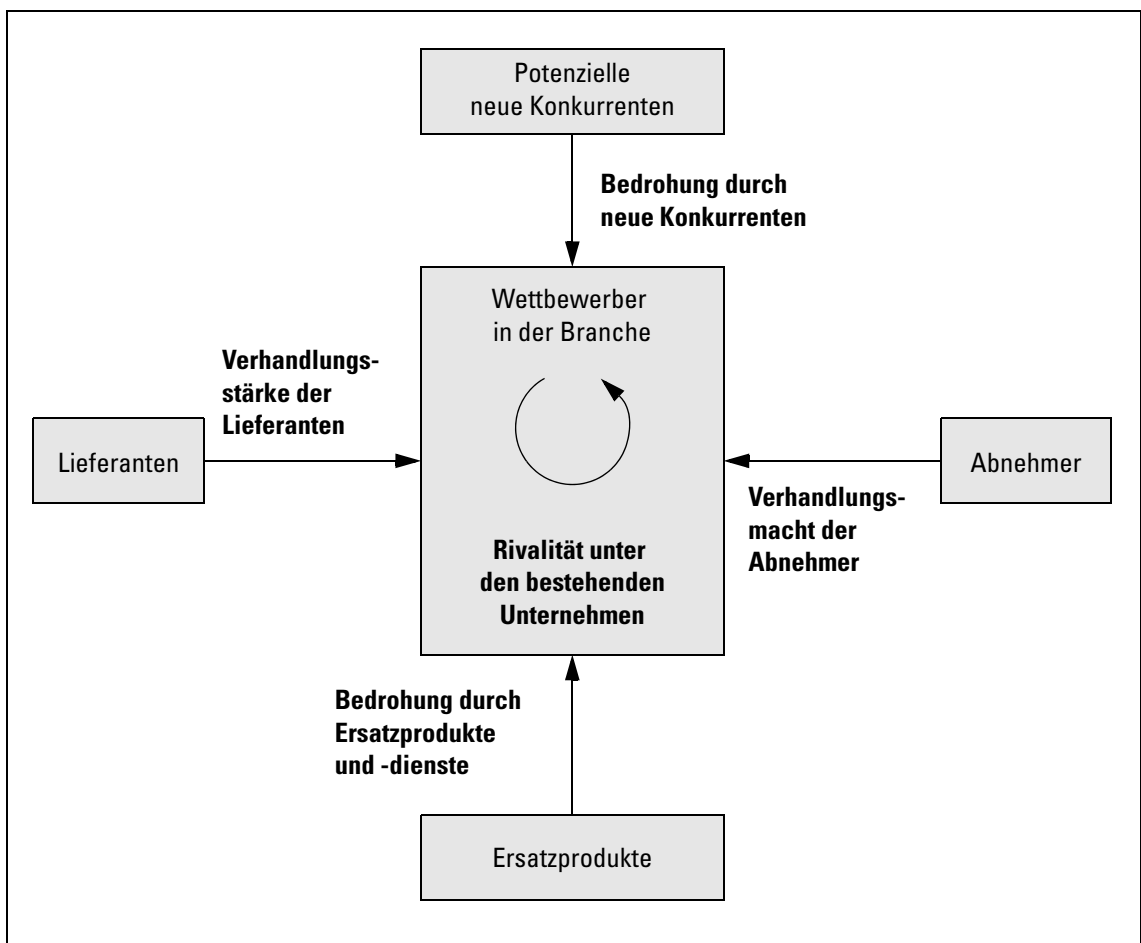 Potenzielle
neue Konkurrenten
Bedrohung durch
neue Konkurrenten
Wettbewerber
in der Branche
Verhandlungs-
stärke der
Lieferanten
Lieferanten
Abnehmer
Verhandlungs-
macht der
Abnehmer
Rivalität unter
den bestehenden
Unternehmen
Bedrohung durch
Ersatzprodukte
und -dienste
Ersatzprodukte